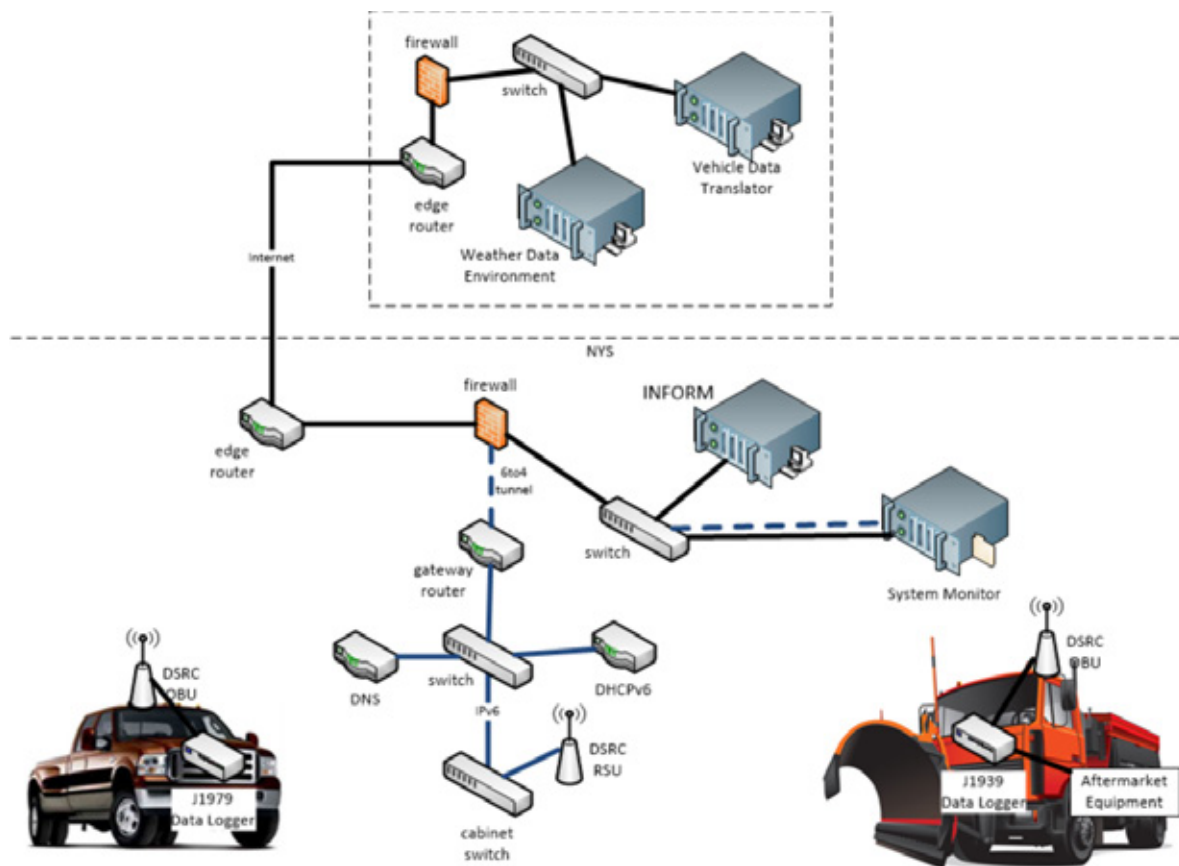 firewall
switch
Vehicle Data
Translator
edge
router
Weather Data
Environment
Internet
NYS
firewall
INFORM
edge
router
6to4
tunnel
switch
gateway
router
System Monitor
DSRC
OBU
DNS
switch
DHCPv6
DSRC
OBU
IPv6
DSRC
RSU
J1979
Data Logger
J1939
Data Logger
Aftermarket
Equipment
cabinet
switch